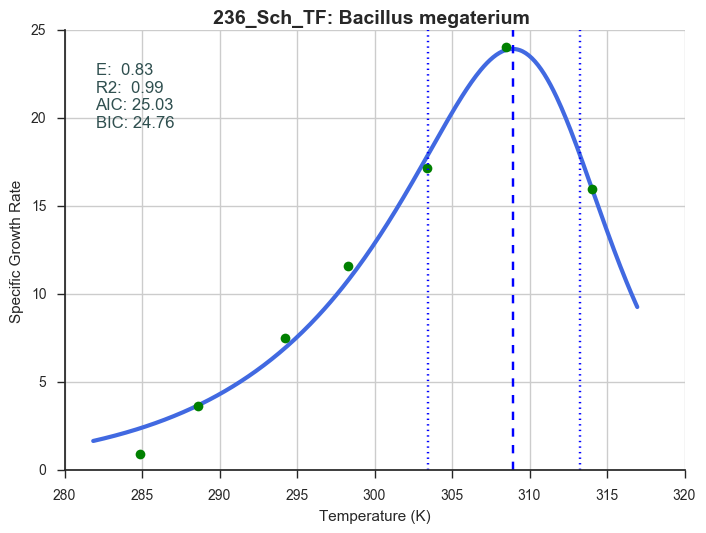 236_Sch_TF: Bacillus megaterium
E:  0.83
R2:  0.99
AIC: 25.03
BIC: 24.76
Specific Growth Rate
25
20
15
10
5
0
280 285 290 295 300 305 310 315 320
Temperature (K)